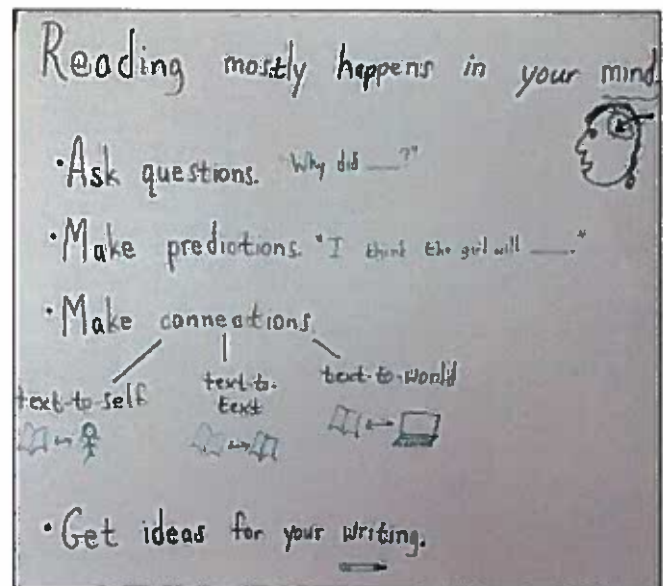 Reading mostly happens in your mind.
• Ask questions. Why did ___?"
• Make predictions. "I think the girl will ___."
• Make connections
text-to-self
text-to-
text
text-to-world
• Get ideas for your writing.